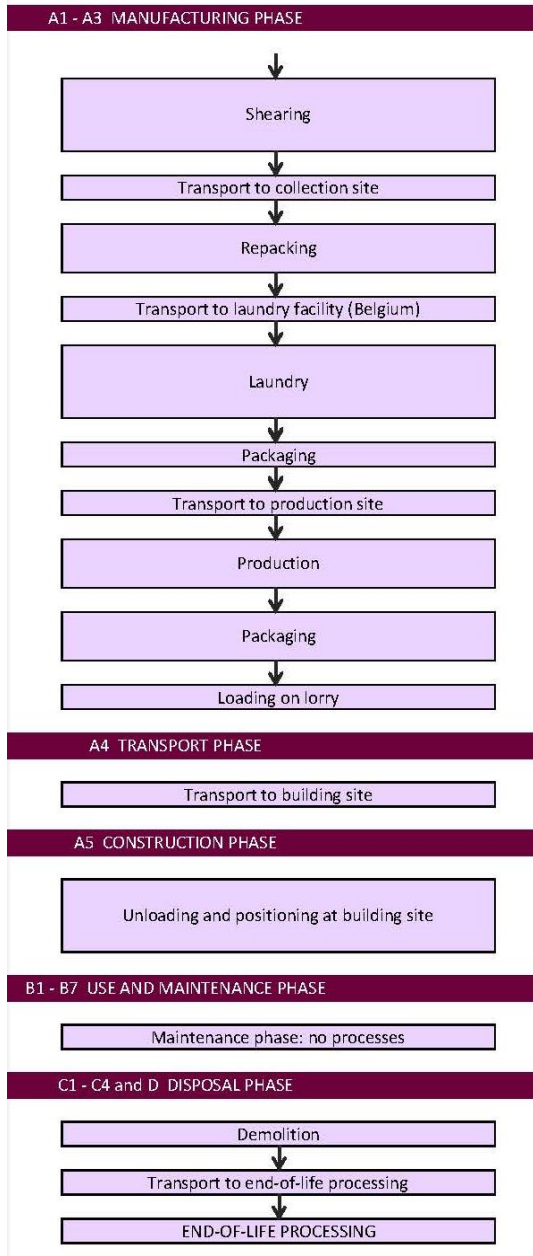 A1 - A3 MANUFACTURING PHASE
Shearing
Transport to collection site
Repacking
Transport to laundry facility (Belgium)
Laundry
Packaging
Transport to production site
Production
Packaging
Loading on lorry
A4 TRANSPORT PHASE
Transport to building site
A5 CONSTRUCTION PHASE
Unloading and positioning at building site
B1 - B7 USE AND MAINTENANCE PHASE
Maintenance phase: no processes
C1 - C4 and D DISPOSAL PHASE
Demolition
Transport to end-of-life processing
END-OF-LIFE PROCESSING